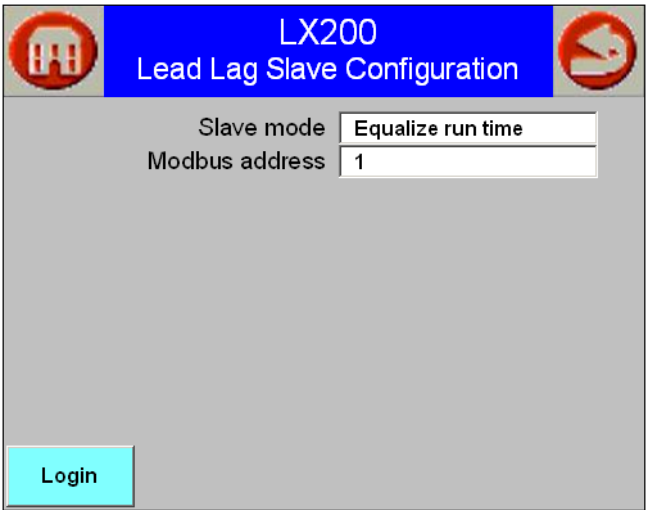 LX200
Lead Lag Slave Configuration
Slave mode Equalize run time
Modbus address 1
Login